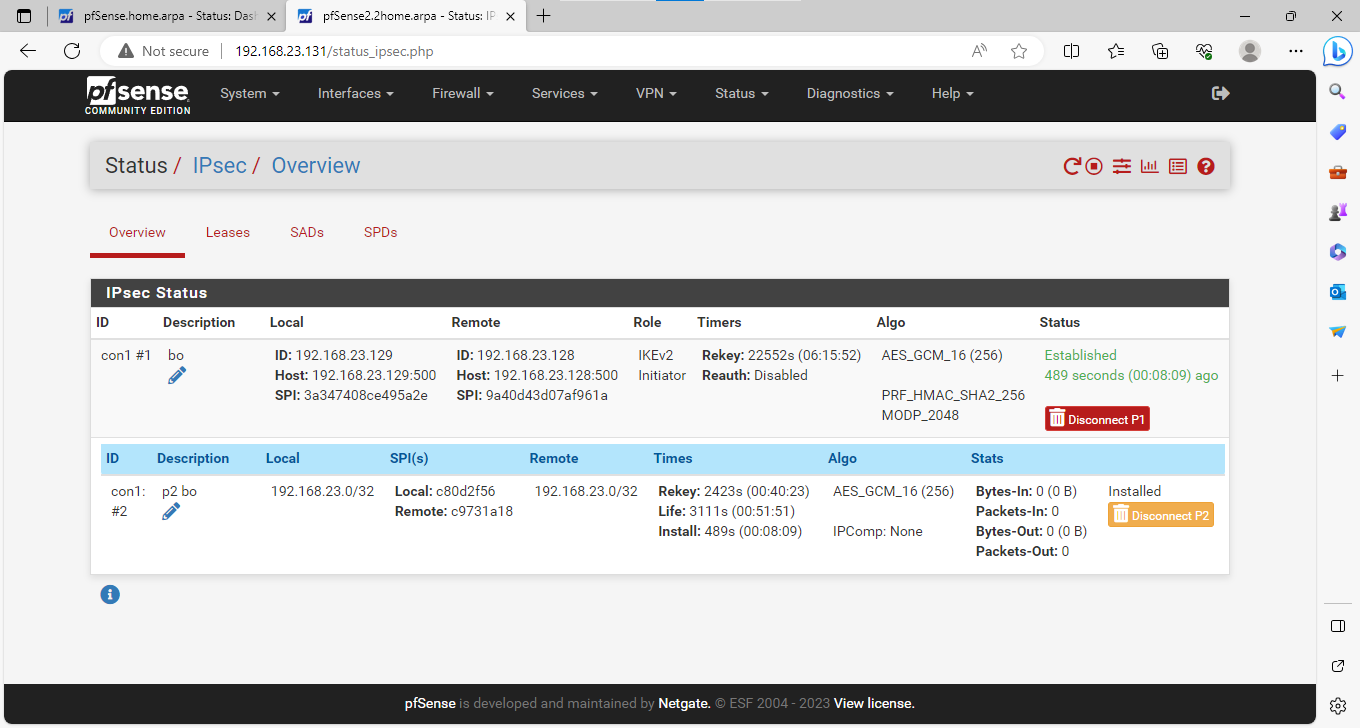 pfSense.home.arpa - Status: Das
pfSense2.2home.arpa - Status: IP
Not secure
192.168.23.131/status_ipsec.php
pfsense
COMMUNITY EDITION
System
Interfaces
Firewall
Services
VPN
Status
Diagnostics
Help
Status / IPsec / Overview
Overview
Leases
SADs
SPDs
IPsec Status
ID Description Local Remote Role Timers Algo Status
con1 #1 bo ID: 192.168.23.129 ID: 192.168.23.128 IKEv2 Rekey: 22552s (06:15:52) AES_GCM_16 (256) Established
Host: 192.168.23.129:500 Host: 192.168.23.128:500 Initiator Reauth: Disabled 489 seconds (00:08:09) ago
SPI: 3a347408ce495a2e SPI: 9a40d43d07af961a PRF_HMAC_SHA2_256
MODP_2048 Disconnect P1
ID Description Local SPI(s) Remote Times Algo Stats
con1: p2 bo 192.168.23.0/32 Local: c80d2f56 192.168.23.0/32 Rekey: 2423s (00:40:23) AES_GCM_16 (256) Bytes-In: 0 (0 B) Installed
#2 Remote: c9731a18 Life: 3111s (00:51:51) Packets-In: 0 Disconnect P2
Install: 489s (00:08:09) IPComp: None Bytes-Out: 0 (0 B)
Packets-Out: 0
pfSense is developed and maintained by Netgate. © ESF 2004 - 2023 View license.